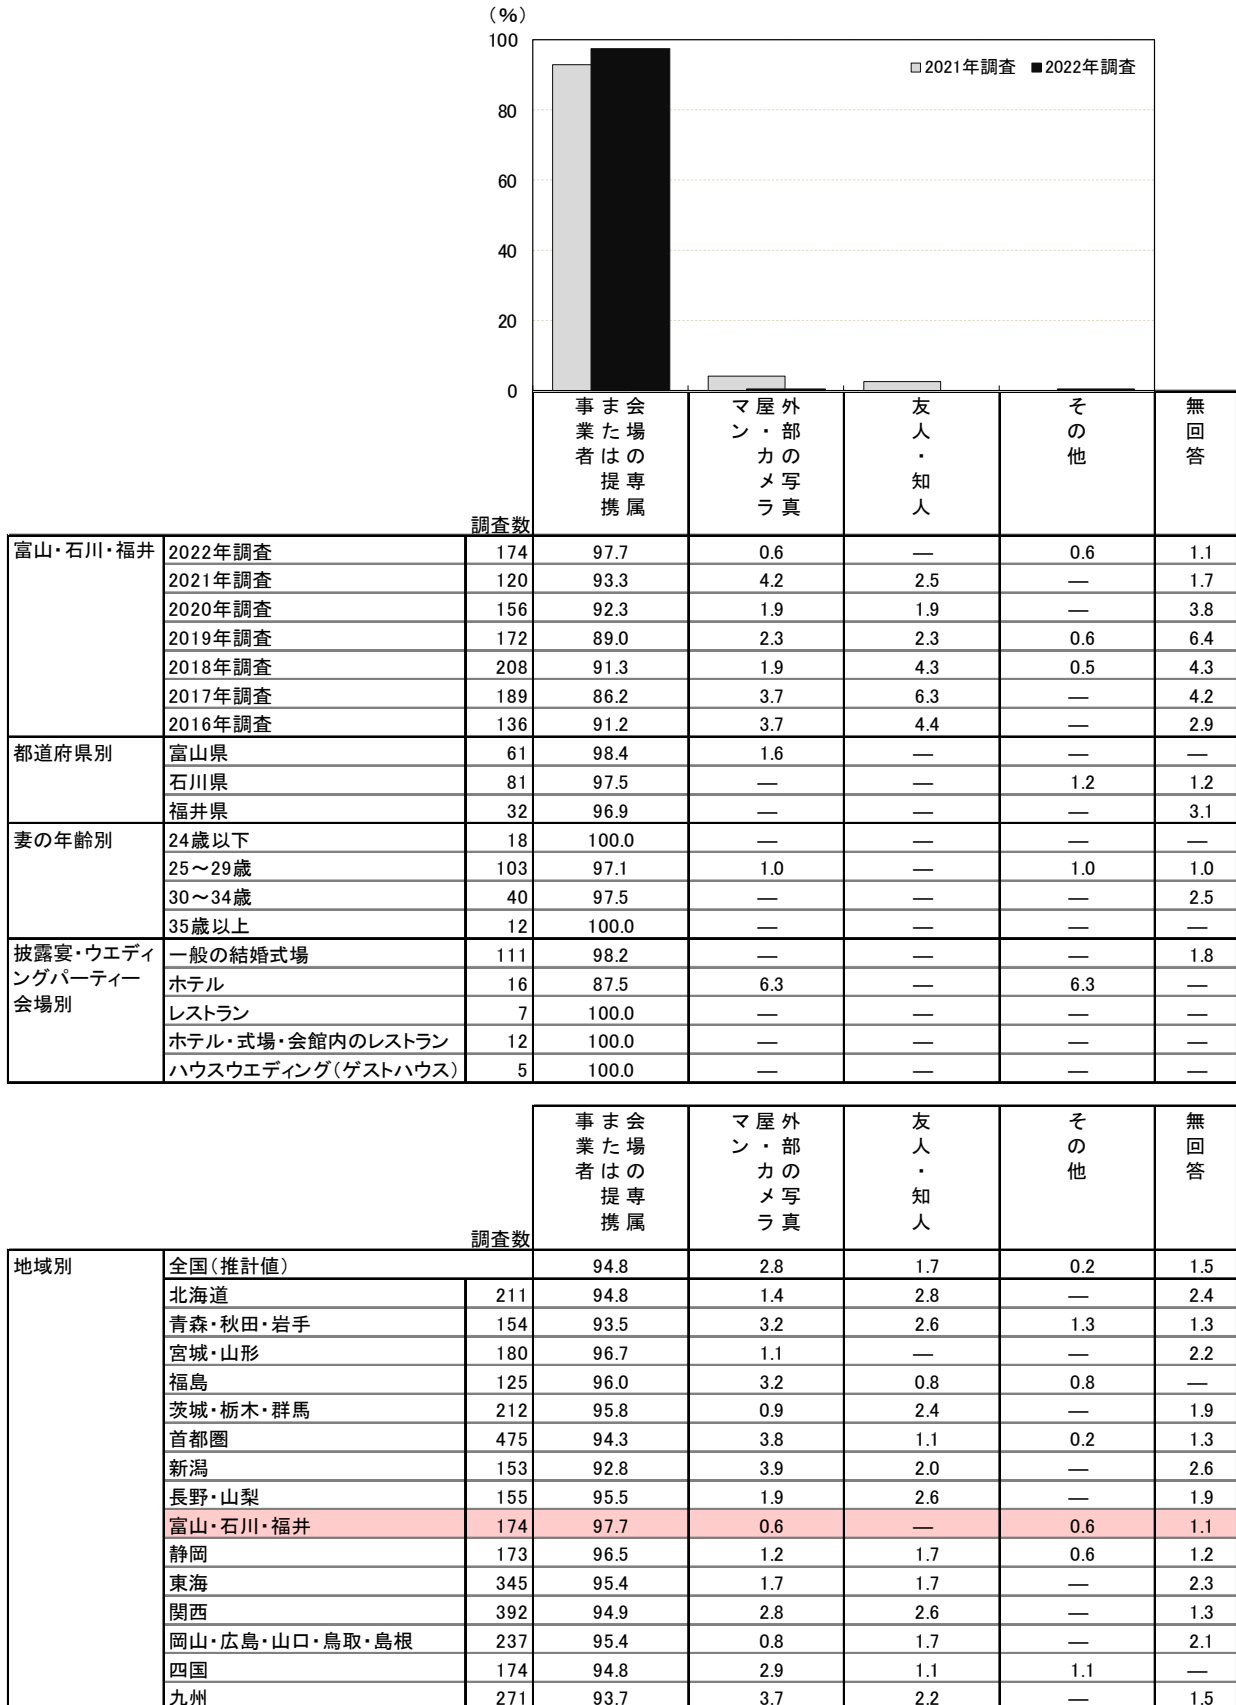 (%)
100
80
60
40
20
0
2021年調査 2022年調査
調査数 会場の専属または提携事業者 外部の写真屋・カメラマン 友人・知人 その他 無回答
富山・石川・福井 2022年調査 174 97.7 0.6 — 0.6 1.1
2021年調査 120 93.3 4.2 2.5 — 1.7
2020年調査 156 92.3 1.9 1.9 — 3.8
2019年調査 172 89.0 2.3 2.3 0.6 6.4
2018年調査 208 91.3 1.9 4.3 0.5 4.3
2017年調査 189 86.2 3.7 6.3 — 4.2
2016年調査 136 91.2 3.7 4.4 — 2.9
都道府県別 富山県 61 98.4 1.6 — — —
石川県 81 97.5 — — 1.2 1.2
福井県 32 96.9 — — — 3.1
妻の年齢別 24歳以下 18 100.0 — — — —
25～29歳 103 97.1 1.0 — 1.0 1.0
30～34歳 40 97.5 — — — 2.5
35歳以上 12 100.0 — — — —
披露宴・ウエディングパーティー会場別 一般の結婚式場 111 98.2 — — — 1.8
ホテル 16 87.5 6.3 — 6.3 —
レストラン 7 100.0 — — — —
ホテル・式場・会館内のレストラン 12 100.0 — — — —
ハウスウエディング(ゲストハウス) 5 100.0 — — — —
調査数 会場の専属または提携事業者 外部の写真屋・カメラマン 友人・知人 その他 無回答
地域別 全国(推計値) 94.8 2.8 1.7 0.2 1.5
北海道 211 94.8 1.4 2.8 — 2.4
青森・秋田・岩手 154 93.5 3.2 2.6 1.3 1.3
宮城・山形 180 96.7 1.1 — — 2.2
福島 125 96.0 3.2 0.8 0.8 —
茨城・栃木・群馬 212 95.8 0.9 2.4 — 1.9
首都圏 475 94.3 3.8 1.1 0.2 1.3
新潟 153 92.8 3.9 2.0 — 2.6
長野・山梨 155 95.5 1.9 2.6 — 1.9
富山・石川・福井 174 97.7 0.6 — 0.6 1.1
静岡 173 96.5 1.2 1.7 0.6 1.2
東海 345 95.4 1.7 1.7 — 2.3
関西 392 94.9 2.8 2.6 — 1.3
岡山・広島・山口・鳥取・島根 237 95.4 0.8 1.7 — 2.1
四国 174 94.8 2.9 1.1 1.1 —
九州 271 93.7 3.7 2.2 — 1.5